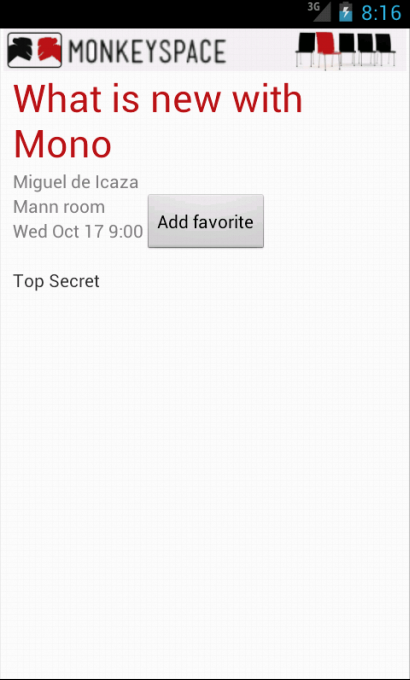 3G 8:16
MONKEYSPACE
What is new with
Mono
Miguel de Icaza
Mann room
Wed Oct 17 9:00
Add favorite
Top Secret